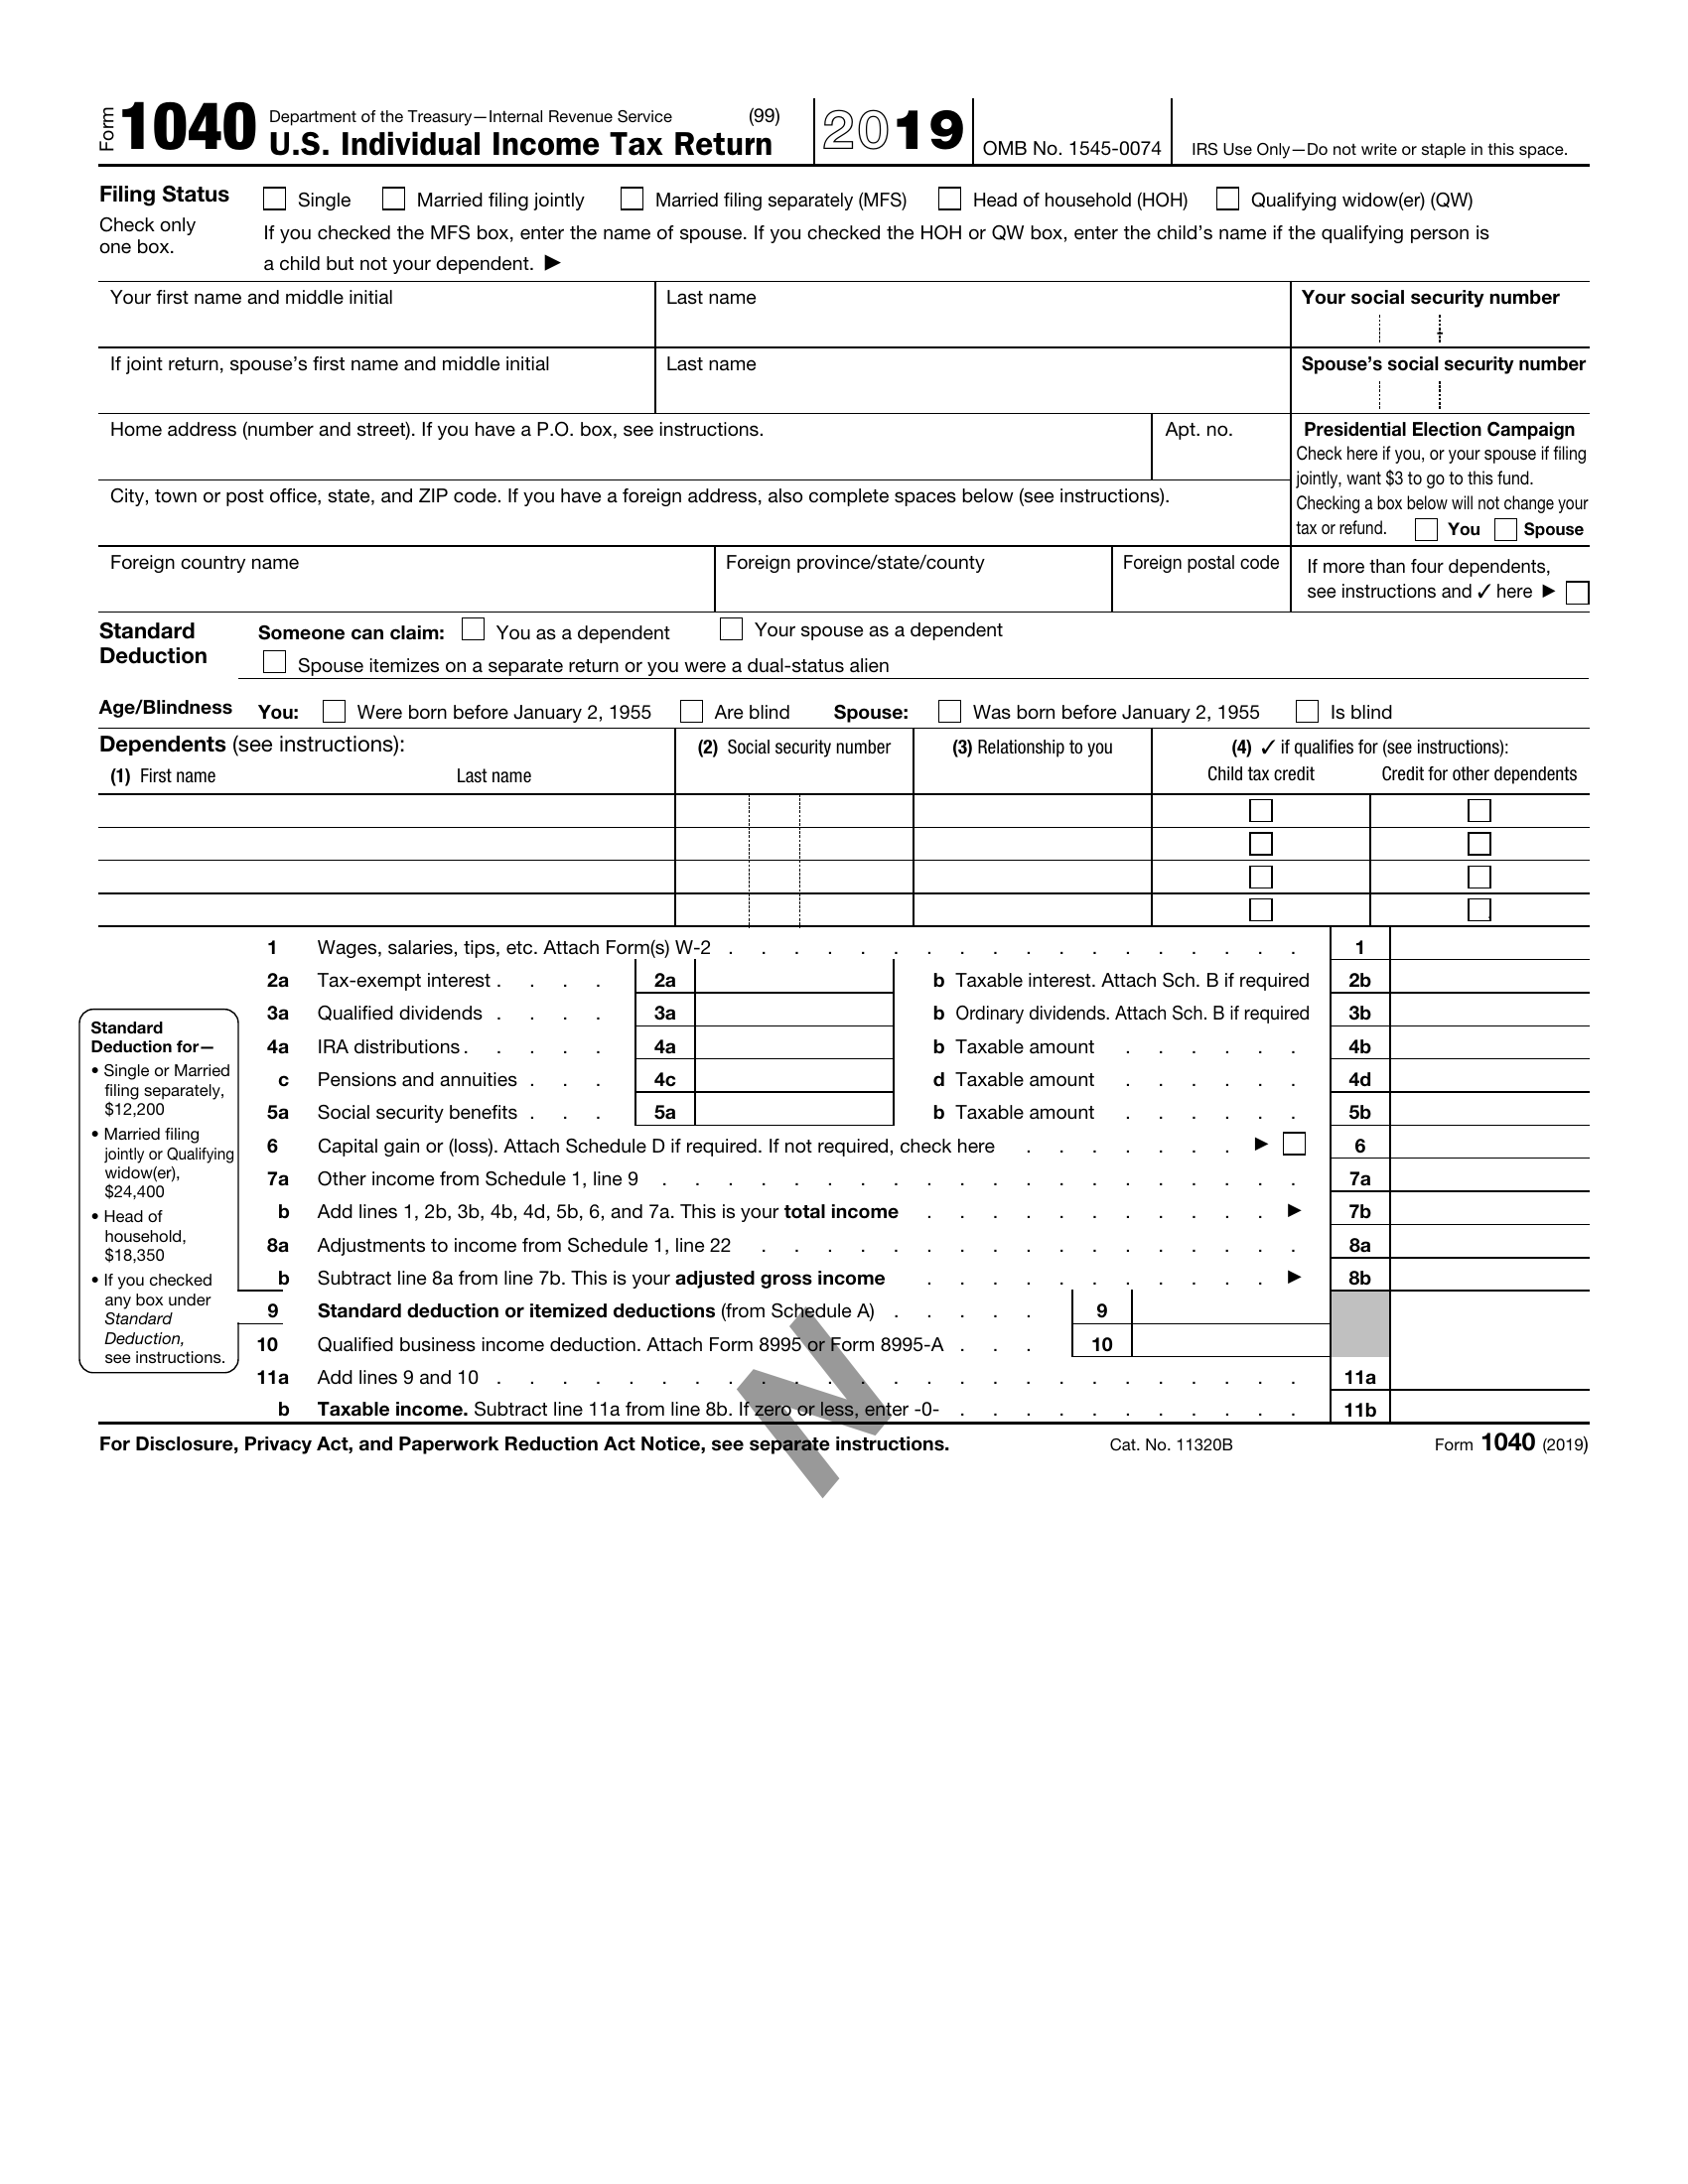 Form 1040 Department of the Treasury—Internal Revenue Service (99)
U.S. Individual Income Tax Return
2019
OMB No. 1545-0074
IRS Use Only—Do not write or staple in this space.
Filing Status
Check only
one box.
Single Married filing jointly Married filing separately (MFS) Head of household (HOH) Qualifying widow(er) (QW)
If you checked the MFS box, enter the name of spouse. If you checked the HOH or QW box, enter the child’s name if the qualifying person is
a child but not your dependent. ▶
Your first name and middle initial
Last name
Your social security number
If joint return, spouse’s first name and middle initial
Last name
Spouse’s social security number
Home address (number and street). If you have a P.O. box, see instructions.
Apt. no.
Presidential Election Campaign
Check here if you, or your spouse if filing
jointly, want $3 to go to this fund.
Checking a box below will not change your
tax or refund. You Spouse
City, town or post office, state, and ZIP code. If you have a foreign address, also complete spaces below (see instructions).
Foreign country name
Foreign province/state/county
Foreign postal code
If more than four dependents,
see instructions and ✓ here ▶
Standard
Deduction
Someone can claim: You as a dependent Your spouse as a dependent
Spouse itemizes on a separate return or you were a dual-status alien
Age/Blindness You: Were born before January 2, 1955 Are blind Spouse: Was born before January 2, 1955 Is blind
Dependents (see instructions):
(1) First name Last name
(2) Social security number
(3) Relationship to you
(4) ✓ if qualifies for (see instructions):
Child tax credit Credit for other dependents
1 Wages, salaries, tips, etc. Attach Form(s) W-2 . . . . . . . . . . . . . . . . . . 1
2a Tax-exempt interest . . . . 2a b Taxable interest. Attach Sch. B if required 2b
3a Qualified dividends . . . . 3a b Ordinary dividends. Attach Sch. B if required 3b
4a IRA distributions . . . . . 4a b Taxable amount . . . . . . 4b
c Pensions and annuities . . . 4c d Taxable amount . . . . . . 4d
5a Social security benefits . . . 5a b Taxable amount . . . . . . 5b
6 Capital gain or (loss). Attach Schedule D if required. If not required, check here . . . . . . . ▶ 6
7a Other income from Schedule 1, line 9 . . . . . . . . . . . . . . . . . . . . 7a
b Add lines 1, 2b, 3b, 4b, 4d, 5b, 6, and 7a. This is your total income . . . . . . . . . . . ▶ 7b
8a Adjustments to income from Schedule 1, line 22 . . . . . . . . . . . . . . . . . 8a
b Subtract line 8a from line 7b. This is your adjusted gross income . . . . . . . . . . . ▶ 8b
9 Standard deduction or itemized deductions (from Schedule A) . . . . . 9
10 Qualified business income deduction. Attach Form 8995 or Form 8995-A . . . 10
11a Add lines 9 and 10 . . . . . . . . . . . . . . . . . . . . . . . . . 11a
b Taxable income. Subtract line 11a from line 8b. If zero or less, enter -0- . . . . . . . . . . . 11b
Standard
Deduction for—
• Single or Married
filing separately,
$12,200
• Married filing
jointly or Qualifying
widow(er),
$24,400
• Head of
household,
$18,350
• If you checked
any box under
Standard
Deduction,
see instructions.
N
For Disclosure, Privacy Act, and Paperwork Reduction Act Notice, see separate instructions. Cat. No. 11320B Form 1040 (2019)